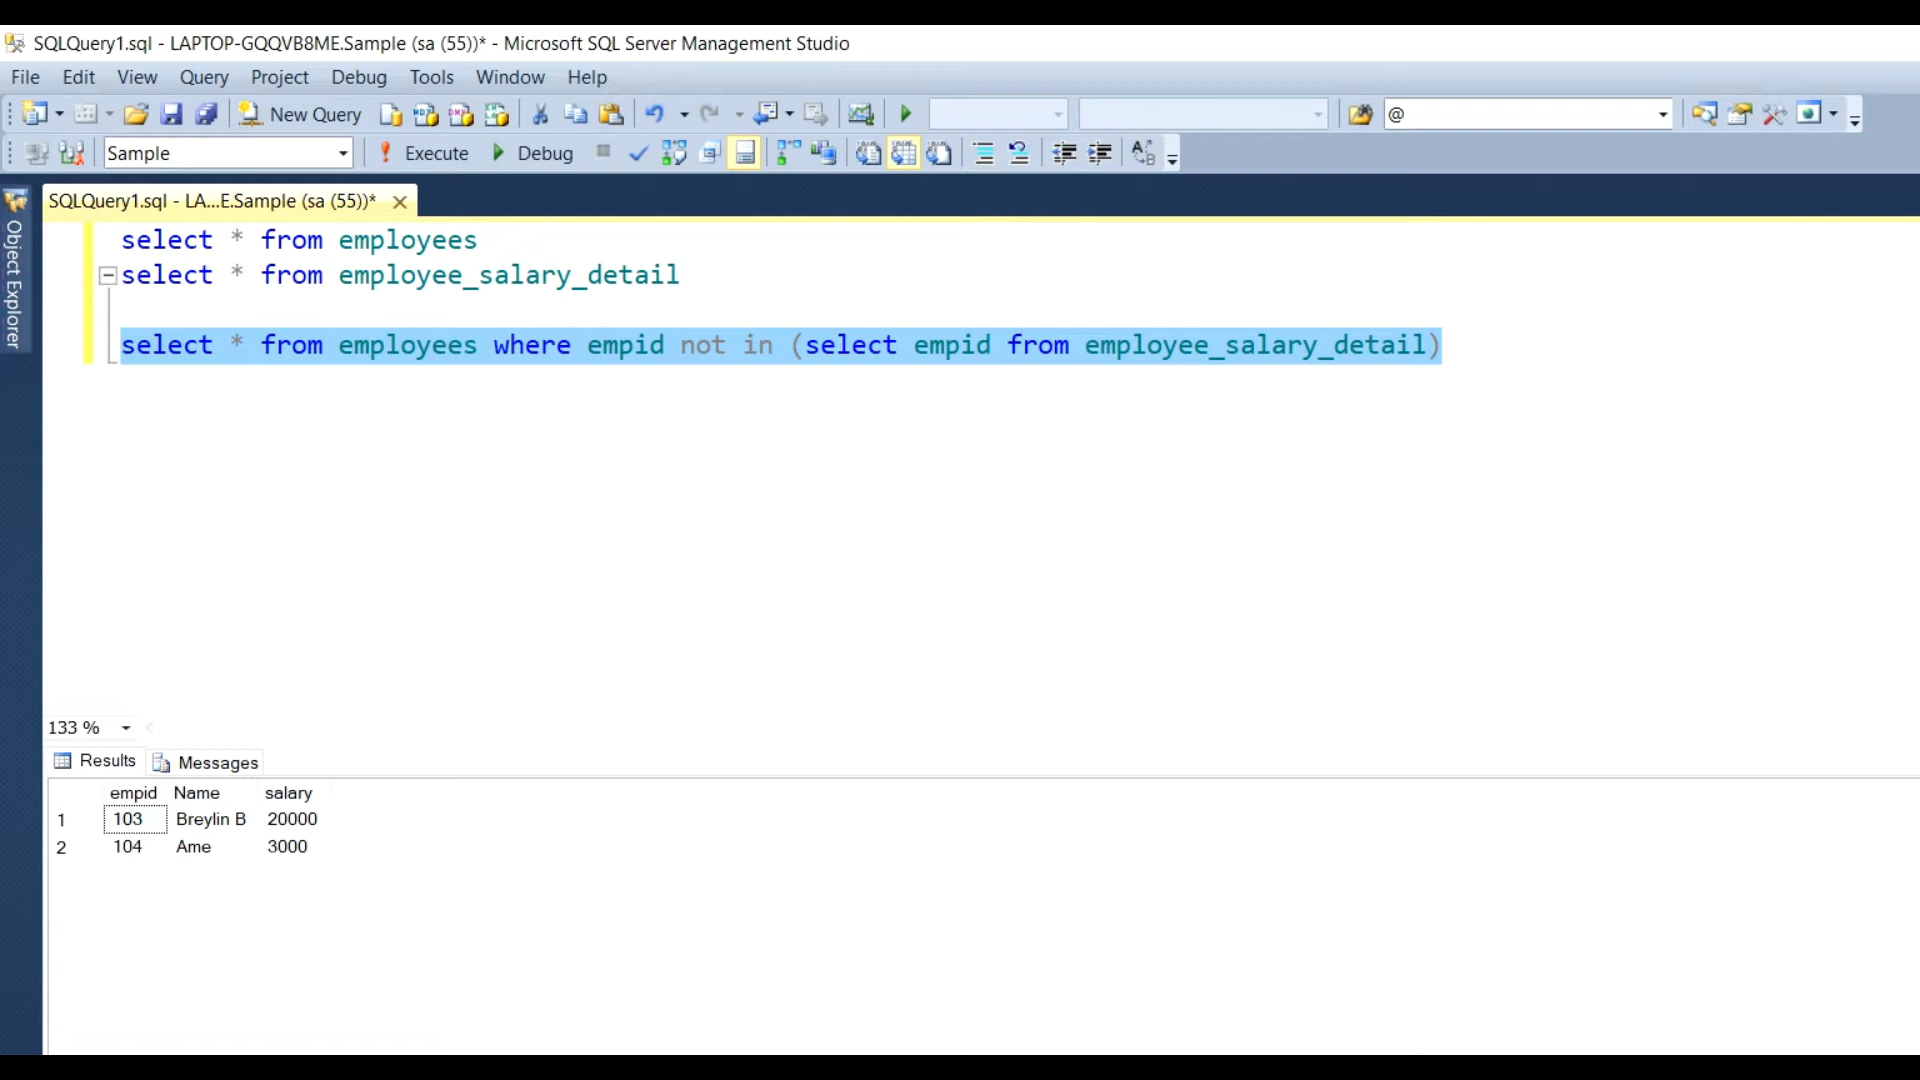 SQLQuery1.sql - LAPTOP-GQQVB8ME.Sample (sa (55))* - Microsoft SQL Server Management Studio
File Edit View Query Project Debug Tools Window Help
New Query @
Sample Execute Debug
SQLQuery1.sql - LA...E.Sample (sa (55))*
Object Explorer
select * from employees
select * from employee_salary_detail
select * from employees where empid not in (select empid from employee_salary_detail)
133 %
Results Messages
empid Name salary
1 103 Breylin B 20000
2 104 Ame 3000